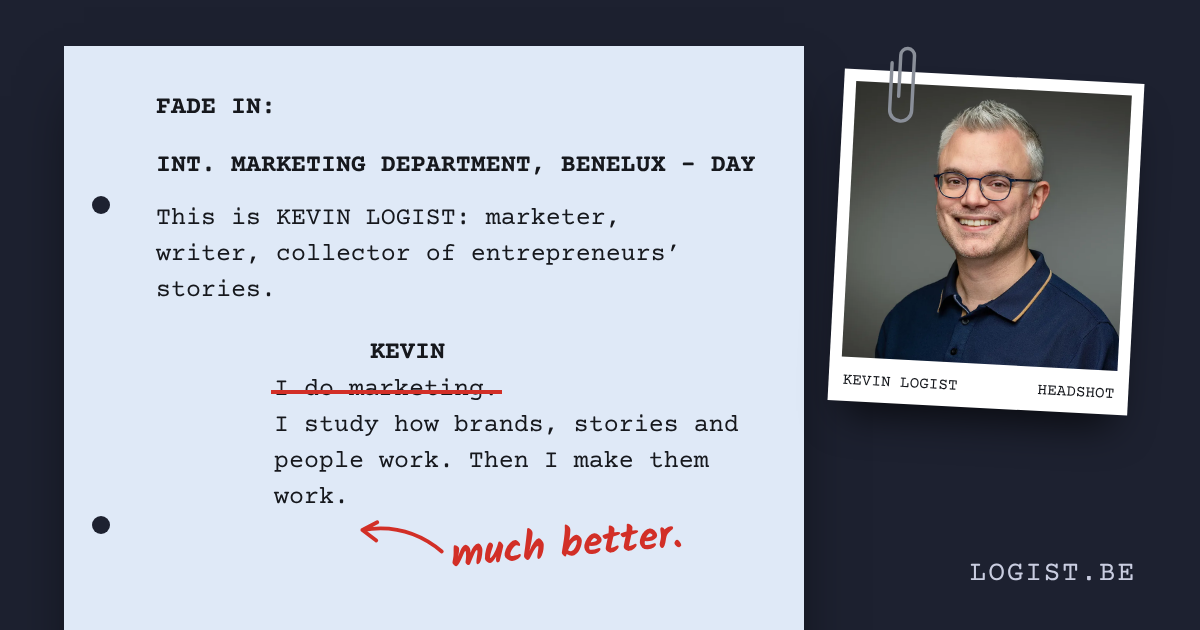 FADE IN:
INT. MARKETING DEPARTMENT, BENELUX – DAY
This is KEVIN LOGIST: marketer,
writer, collector of entrepreneurs’
stories.
KEVIN
I do marketing.
I study how brands, stories and
people work. Then I make them
work.
much better.
KEVIN LOGIST
HEADSHOT
LOGIST.BE